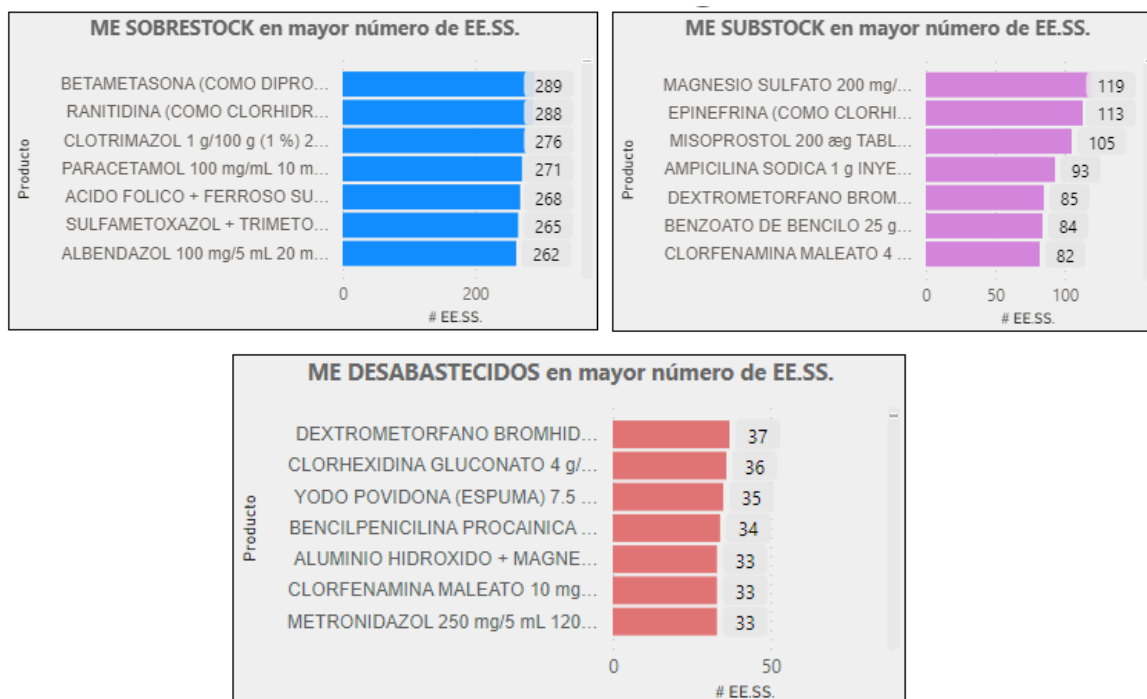 ME SOBRESTOCK en mayor número de EE.SS.
Producto
BETAMETASONA (COMO DIPRO... 289
RANITIDINA (COMO CLORHIDR... 288
CLOTRIMAZOL 1 g/100 g (1 %) 2... 276
PARACETAMOL 100 mg/mL 10 m... 271
ACIDO FOLICO + FERROSO SU... 268
SULFAMETOXAZOL + TRIMETO... 265
ALBENDAZOL 100 mg/5 mL 20 m... 262
0 200
# EE.SS.
ME SUBSTOCK en mayor número de EE.SS.
Producto
MAGNESIO SULFATO 200 mg/... 119
EPINEFRINA (COMO CLORHI... 113
MISOPROSTOL 200 æg TABL... 105
AMPICILINA SODICA 1 g INYE... 93
DEXTROMETORFANO BROM... 85
BENZOATO DE BENCILO 25 g... 84
CLORFENAMINA MALEATO 4 ... 82
0 50 100
# EE.SS.
ME DESABASTECIDOS en mayor número de EE.SS.
Producto
DEXTROMETORFANO BROMHID... 37
CLORHEXIDINA GLUCONATO 4 g/... 36
YODO POVIDONA (ESPUMA) 7.5 ... 35
BENCILPENICILINA PROCAINICA ... 34
ALUMINIO HIDROXIDO + MAGNE... 33
CLORFENAMINA MALEATO 10 mg... 33
METRONIDAZOL 250 mg/5 mL 120... 33
0 50
# EE.SS.